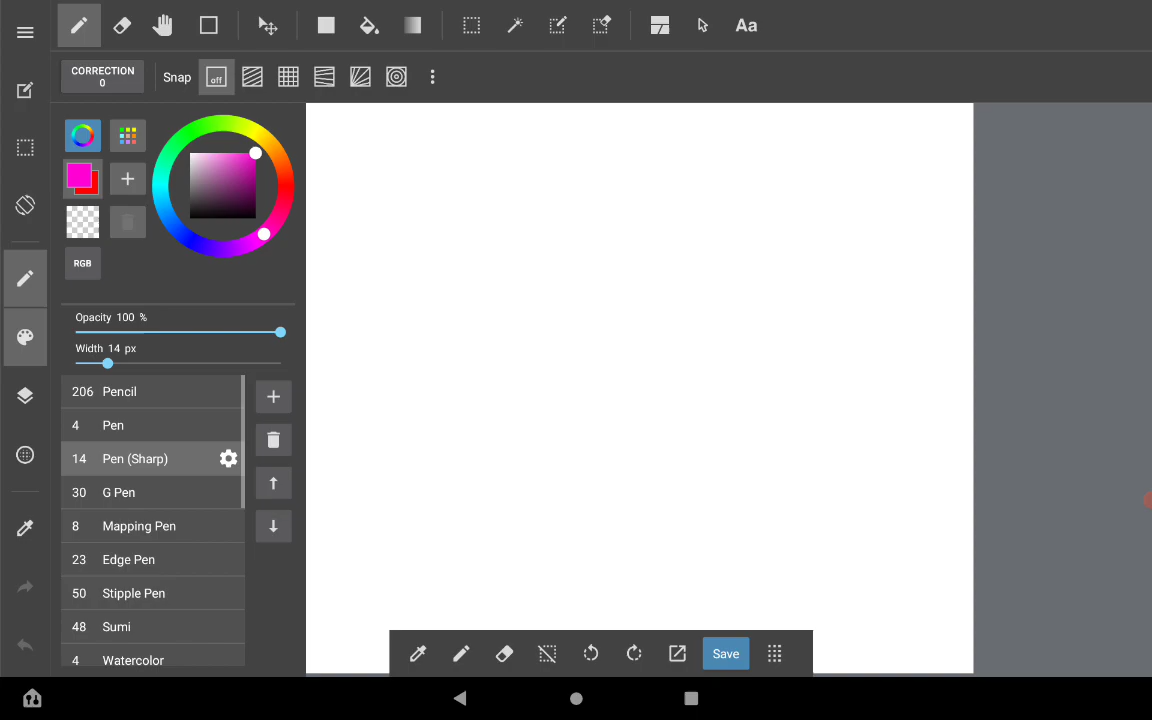 Aa
CORRECTION
0
Snap
off
RGB
Opacity 100 %
Width 14 px
206 Pencil
4 Pen
14 Pen (Sharp)
30 G Pen
8 Mapping Pen
23 Edge Pen
50 Stipple Pen
48 Sumi
4 Watercolor
Save